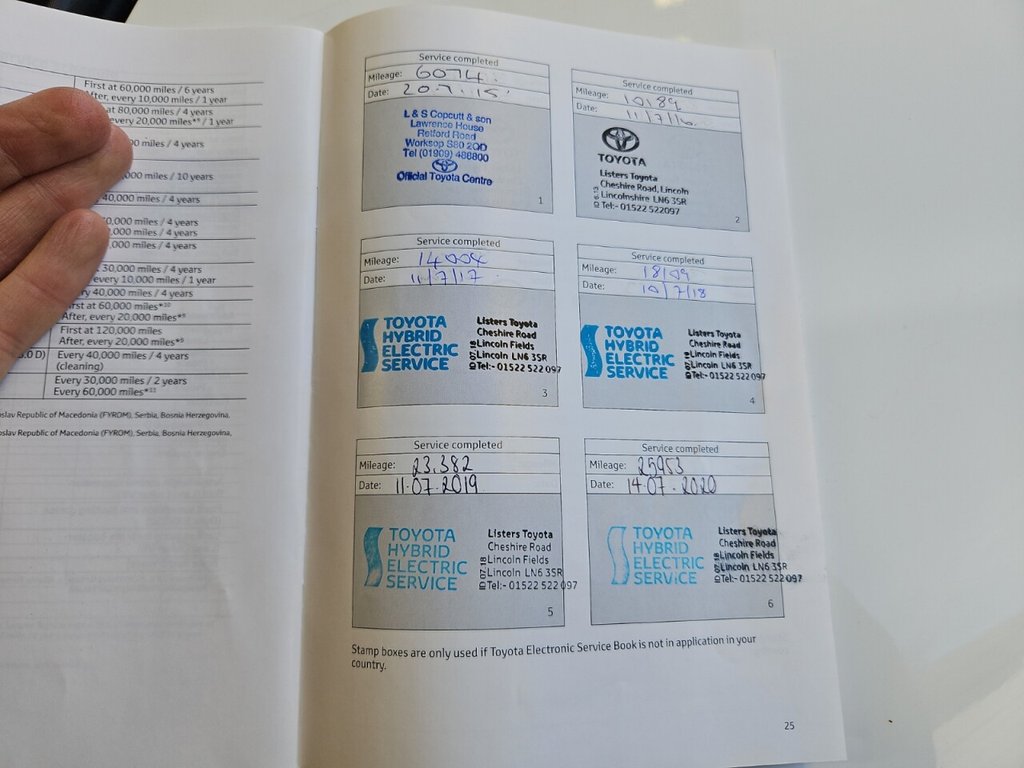 First at 60,000 miles / 6 years
After, every 10,000 miles / 1 year
at 80,000 miles / 4 years
every 20,000 miles*⁹ / 1 year
miles / 4 years
000 miles / 10 years
40,000 miles / 4 years
60,000 miles / 4 years
,000 miles / 4 years
,000 miles / 4 years
30,000 miles / 4 years
every 10,000 miles / 1 year
40,000 miles / 4 years
First at 60,000 miles*¹⁰
After, every 20,000 miles*⁹
First at 120,000 miles
After, every 20,000 miles*⁹
.0 D)
Every 40,000 miles / 4 years
(cleaning)
Every 30,000 miles / 2 years
Every 60,000 miles*¹¹
oslav Republic of Macedonia (FYROM), Serbia, Bosnia Herzegovina.
oslav Republic of Macedonia (FYROM), Serbia, Bosnia Herzegovina,
Service completed
Mileage: 6074
Date: 20.7.15
L & S Copcutt & son
Lawrence House
Retford Road
Worksop S80 2QD
Tel (01909) 488800
Official Toyota Centre
1
Service completed
Mileage:
Date: 11/7/16
TOYOTA
Listers Toyota
Cheshire Road, Lincoln
Lincolnshire LN6 3SR
Tel:- 01522 522097
2
Service completed
Mileage:
Date: 11/7/17
TOYOTA
HYBRID
ELECTRIC
SERVICE
Listers Toyota
Cheshire Road
Lincoln Fields
Lincoln LN6 3SR
Tel:- 01522 522 097
3
Service completed
Mileage:
Date: 10/7/18
TOYOTA
HYBRID
ELECTRIC
SERVICE
Listers Toyota
Cheshire Road
Lincoln Fields
Lincoln LN6 3SR
Tel:- 01522 522 097
4
Service completed
Mileage: 23,382
Date: 11-07-2019
TOYOTA
HYBRID
ELECTRIC
SERVICE
Listers Toyota
Cheshire Road
Lincoln Fields
Lincoln LN6 3SR
Tel:- 01522 522 097
5
Service completed
Mileage: 25953
Date: 14-07-2020
TOYOTA
HYBRID
ELECTRIC
SERVICE
Listers Toyota
Cheshire Road
Lincoln Fields
Lincoln LN6 3SR
Tel:- 01522 522 097
6
Stamp boxes are only used if Toyota Electronic Service Book is not in application in your
country.
25